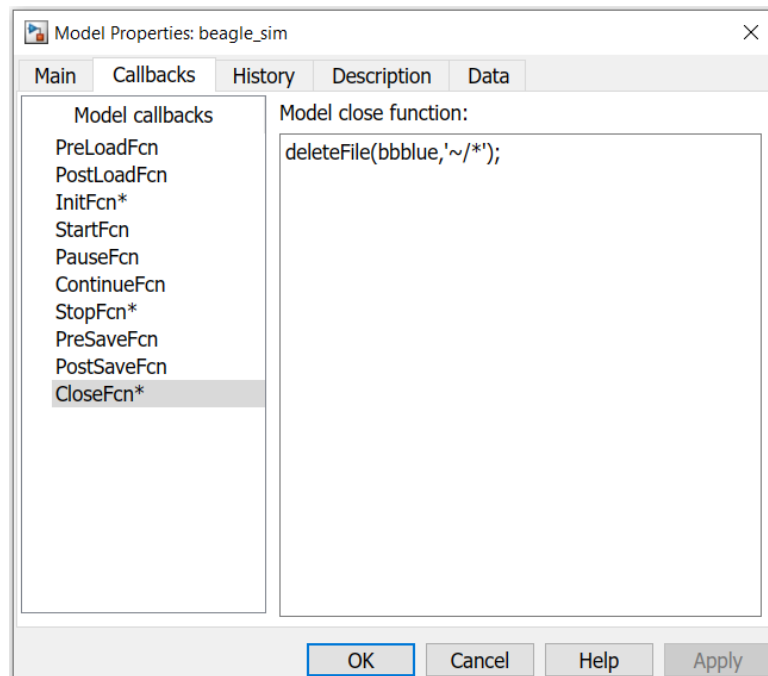 Model Properties: beagle_sim
Main Callbacks History Description Data
Model callbacks
PreLoadFcn
PostLoadFcn
InitFcn*
StartFcn
PauseFcn
ContinueFcn
StopFcn*
PreSaveFcn
PostSaveFcn
CloseFcn*
Model close function:
deleteFile(bbblue,'~/*');
OK Cancel Help Apply